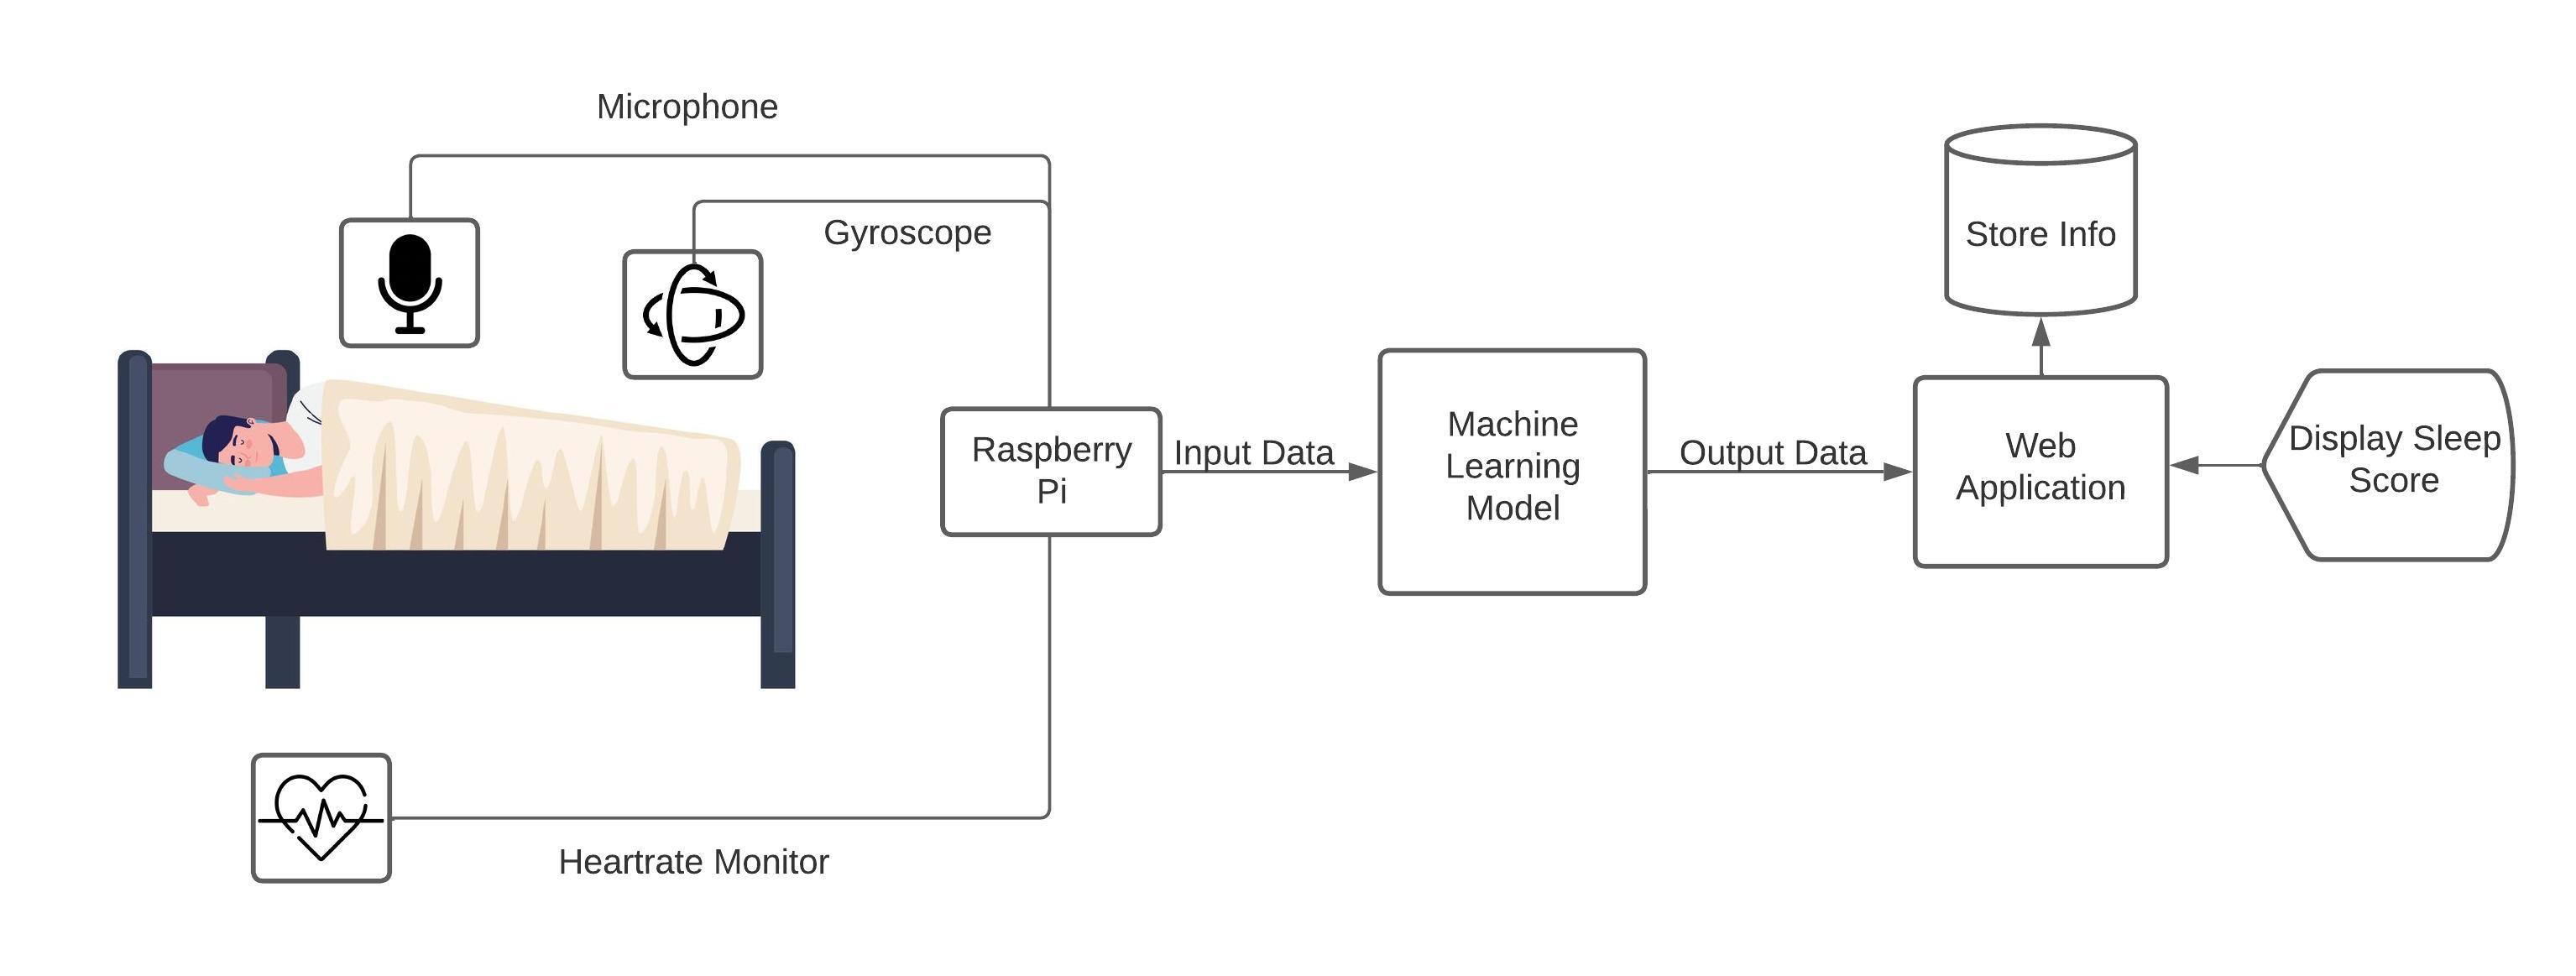 Microphone
Gyroscope
Store Info
Raspberry
Pi
Input Data
Machine
Learning
Model
Output Data
Web
Application
Display Sleep
Score
Heartrate Monitor